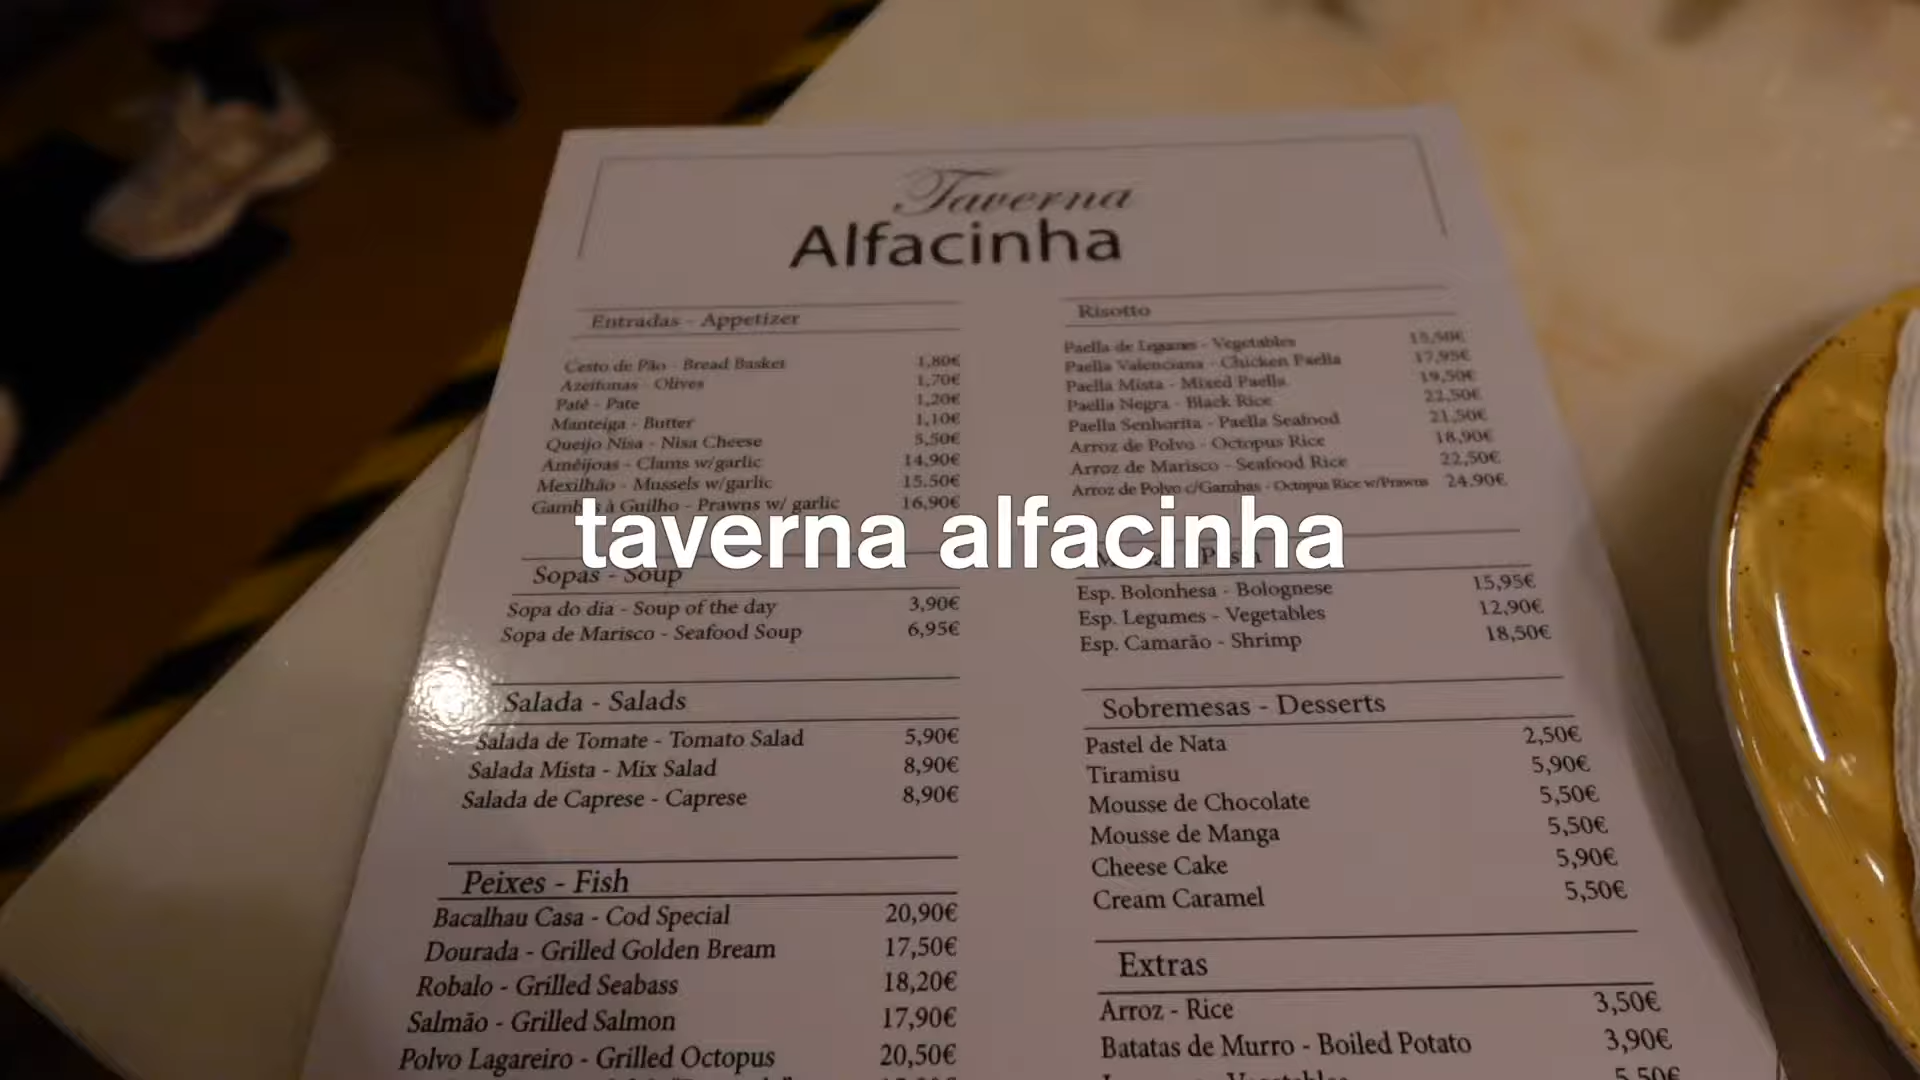 Taverna
Alfacinha
Entradas - Appetizer
Cesto de Pão - Bread Basket 1,80€
Azeitonas - Olives 1,70€
Patê - Pate 1,20€
Manteiga - Butter 1,10€
Queijo Nisa - Nisa Cheese 5,50€
Amêijoas - Clams w/garlic 14,90€
Mexilhão - Mussels w/garlic 15.50€
à Guilho - Prawns w/ garlic 16,90€
Sopas - Soup
Sopa do dia - Soup of the day 3,90€
Sopa de Marisco - Seafood Soup 6,95€
Salada - Salads
Salada de Tomate - Tomato Salad 5,90€
Salada Mista - Mix Salad 8,90€
Salada de Caprese - Caprese 8,90€
Peixes - Fish
Bacalhau Casa - Cod Special 20,90€
Dourada - Grilled Golden Bream 17,50€
Robalo - Grilled Seabass 18,20€
Salmão - Grilled Salmon 17,90€
Polvo Lagareiro - Grilled Octopus 20,50€
Risotto
Paella de Legumes - Vegetables 15,50€
Paella Valenciana - Chicken Paella 17,95€
Paella Mista - Mixed Paella 19,50€
Paella Negra - Black Rice 22,50€
Paella Senhorita - Paella Seafood 21,50€
Arroz de Polvo - Octopus Rice 18,90€
Arroz de Marisco - Seafood Rice 22,50€
Arroz de Polvo c/Gambas - Octopus Rice w/Prawns 24,90€
Esp. Bolonhesa - Bolognese 15,95€
Esp. Legumes - Vegetables 12,90€
Esp. Camarão - Shrimp 18,50€
Sobremesas - Desserts
Pastel de Nata 2,50€
Tiramisu 5,90€
Mousse de Chocolate 5,50€
Mousse de Manga 5,50€
Cheese Cake 5,90€
Cream Caramel 5,50€
Extras
Arroz - Rice 3,50€
Batatas de Murro - Boiled Potato 3,90€
5,50€
taverna alfacinha